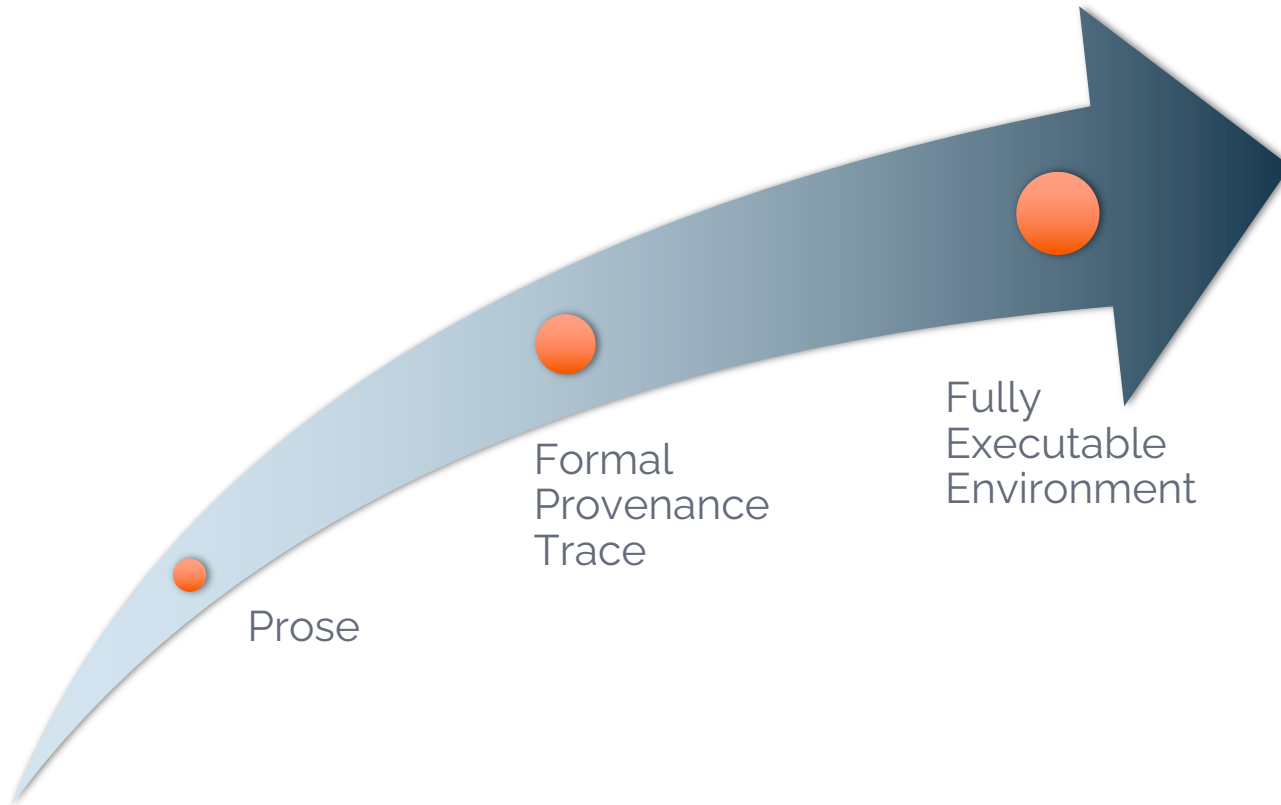 Prose
Formal
Provenance
Trace
Fully
Executable
Environment